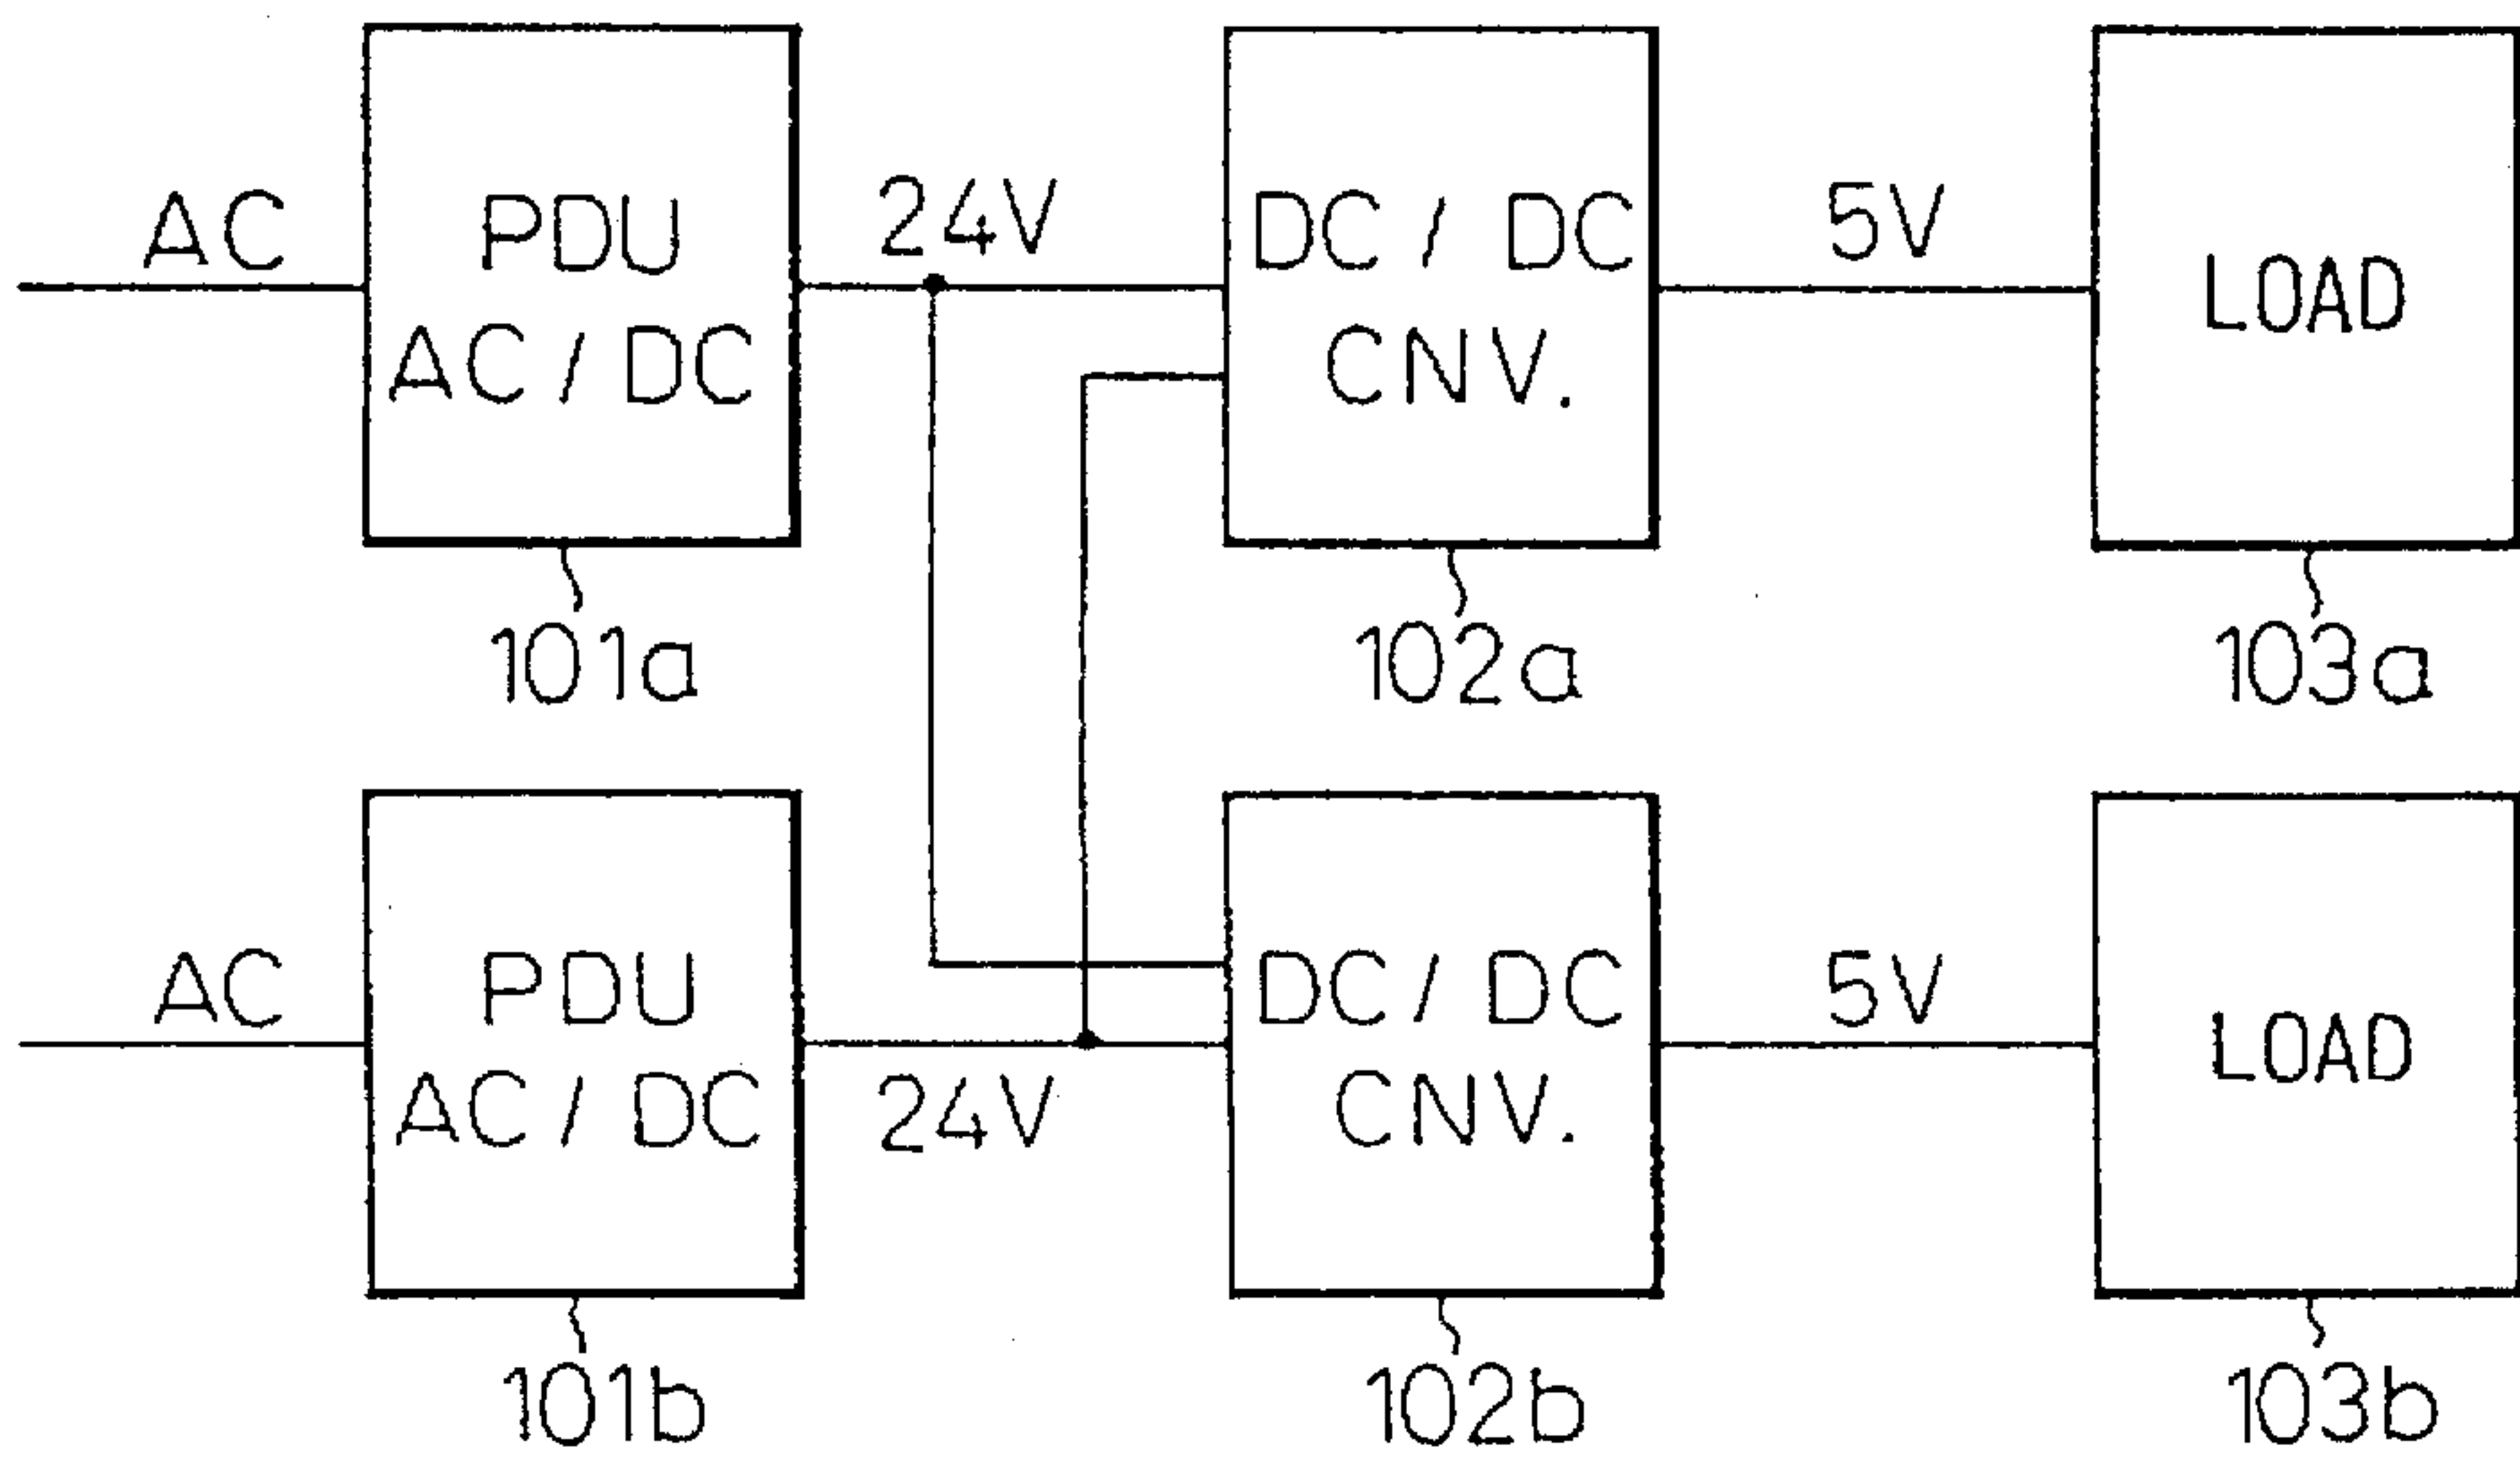 AC
PDU
AC/DC
24V
DC/DC
CNV.
5V
LOAD
101a
102a
103a
AC
PDU
AC/DC
24V
DC/DC
CNV.
5V
LOAD
101b
102b
103b